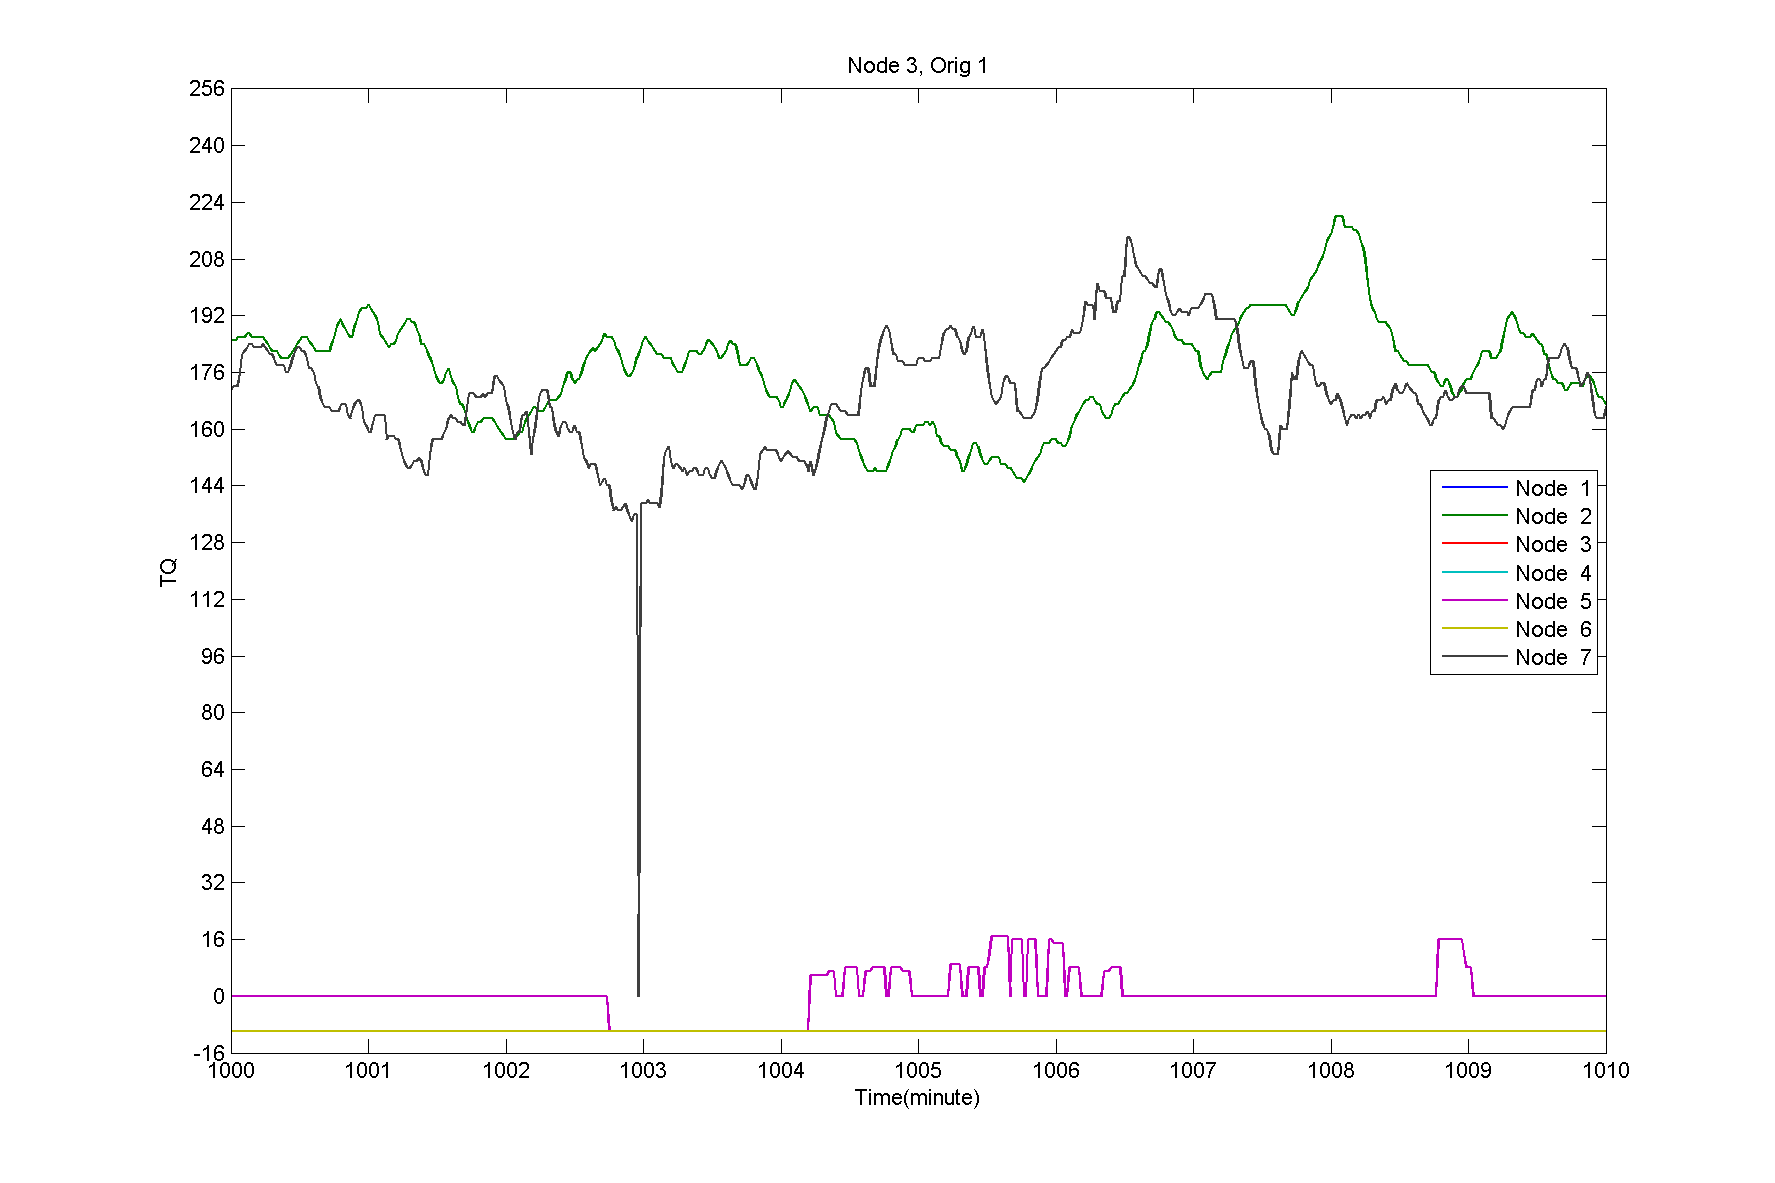 Node 3, Orig 1
256
240
224
208
192
176
160
144
128
112
96
80
64
48
32
16
0
-16
TQ
Node 1
Node 2
Node 3
Node 4
Node 5
Node 6
Node 7
1000 1001 1002 1003 1004 1005 1006 1007 1008 1009 1010
Time(minute)